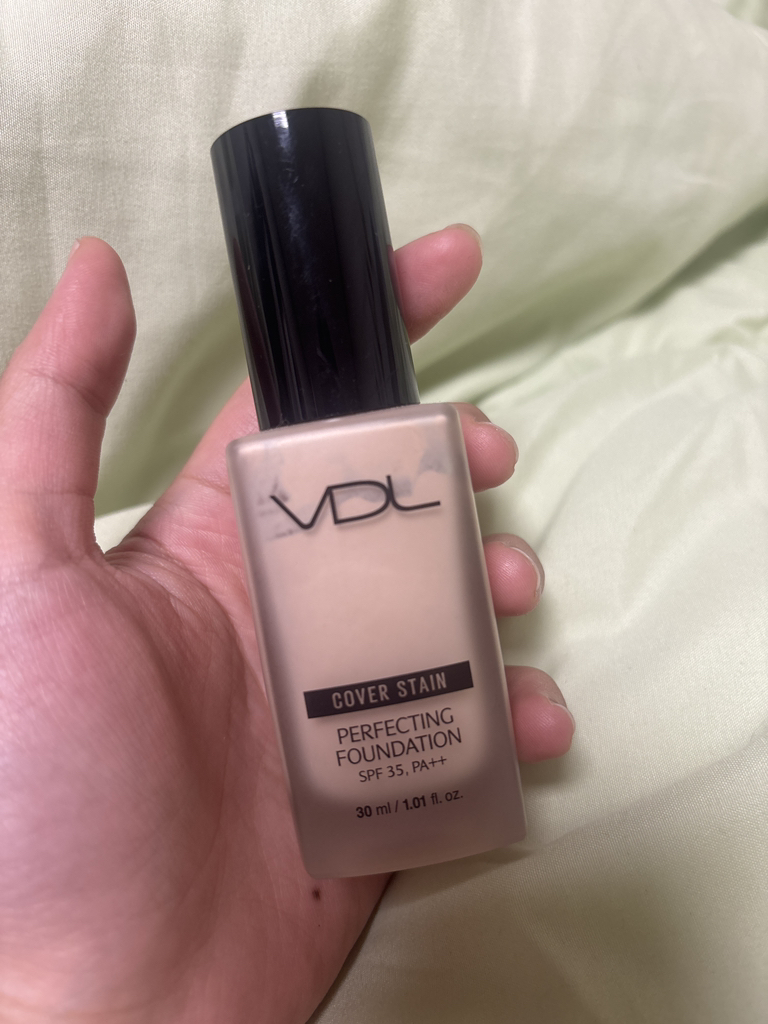 VDL
COVER STAIN
PERFECTING
FOUNDATION
SPF 35, PA++
30 ml / 1.01 fl. oz.